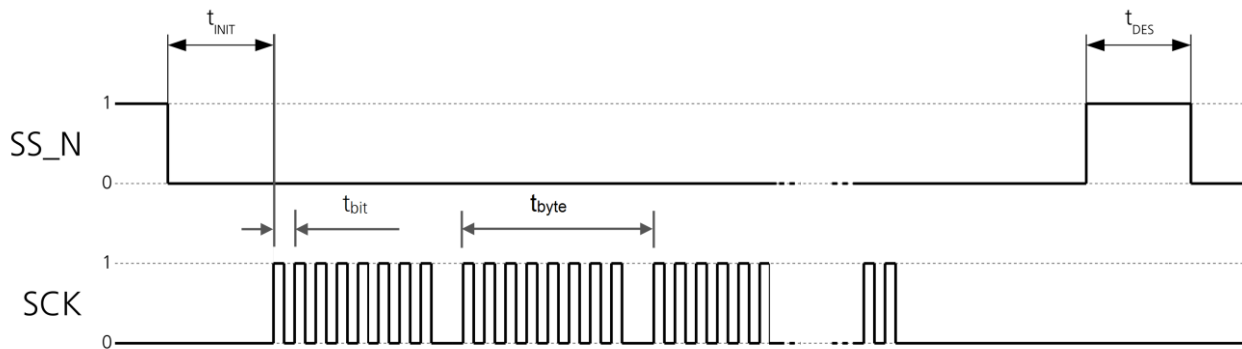 tINIT
tDES
1
SS_N
0
tbit
tbyte
1
SCK
0